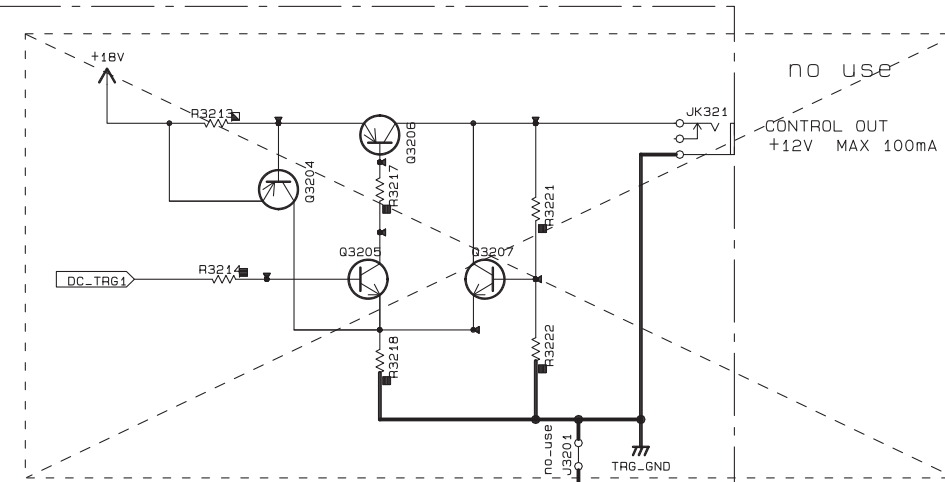 +18V
no use
R3213
JK321
Q3206
CONTROL OUT
+12V MAX 100mA
Q3204
R3217
R3221
Q3205
Q3207
R3214
DC_TRG1
R3218
R3222
no_use
J3201
TRG_GND